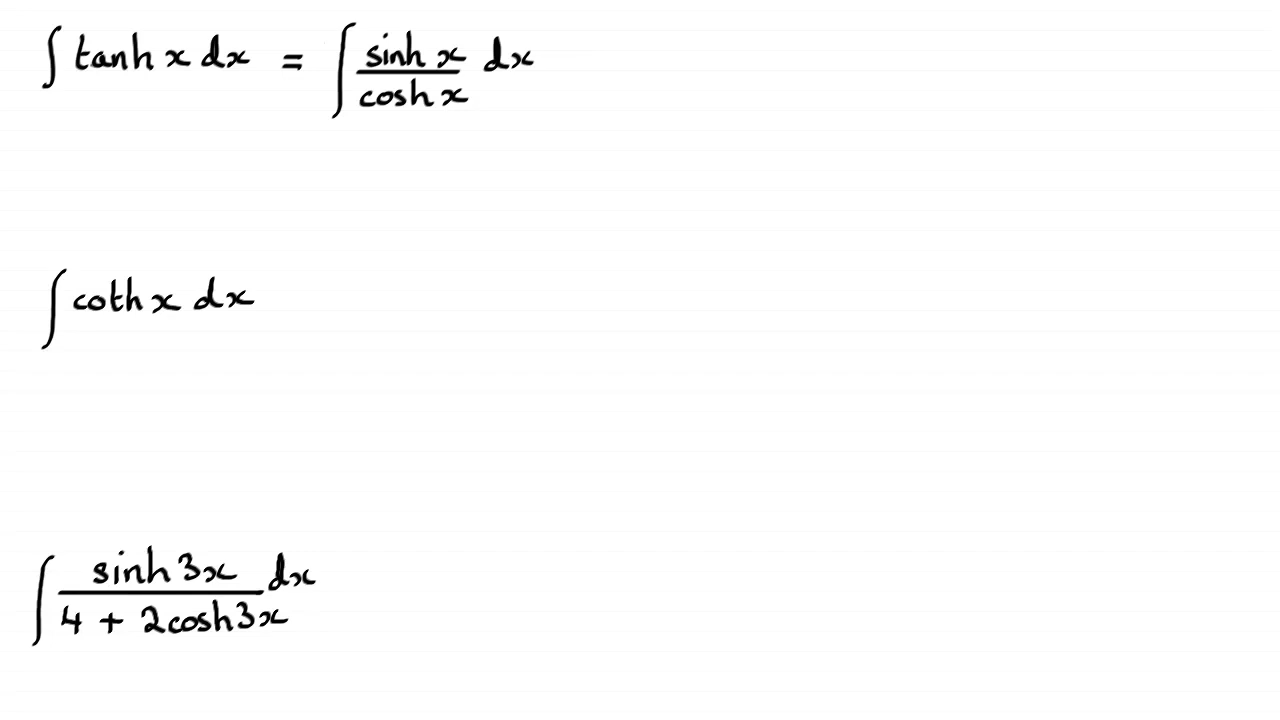 ∫ tanh x dx = ∫ sinh x / cosh x dx
∫ coth x dx
∫ sinh 3x / 4 + 2cosh 3x dx